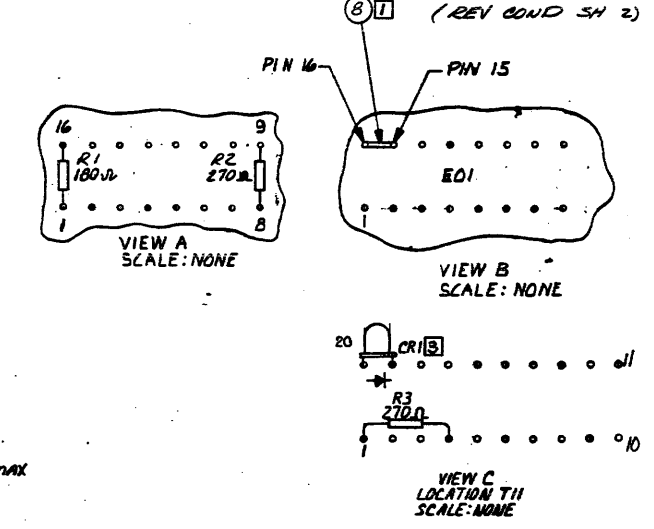 8 1 (REV COND SH 2)
PIN 16 PIN 15
16 9
R1 R2
180Ω 270Ω
E01
1 8
1
VIEW A
SCALE: NONE
VIEW B
SCALE: NONE
20 CR1 3 11
R3
270Ω
1 10
MAX
VIEW C
LOCATION T11
SCALE: NONE